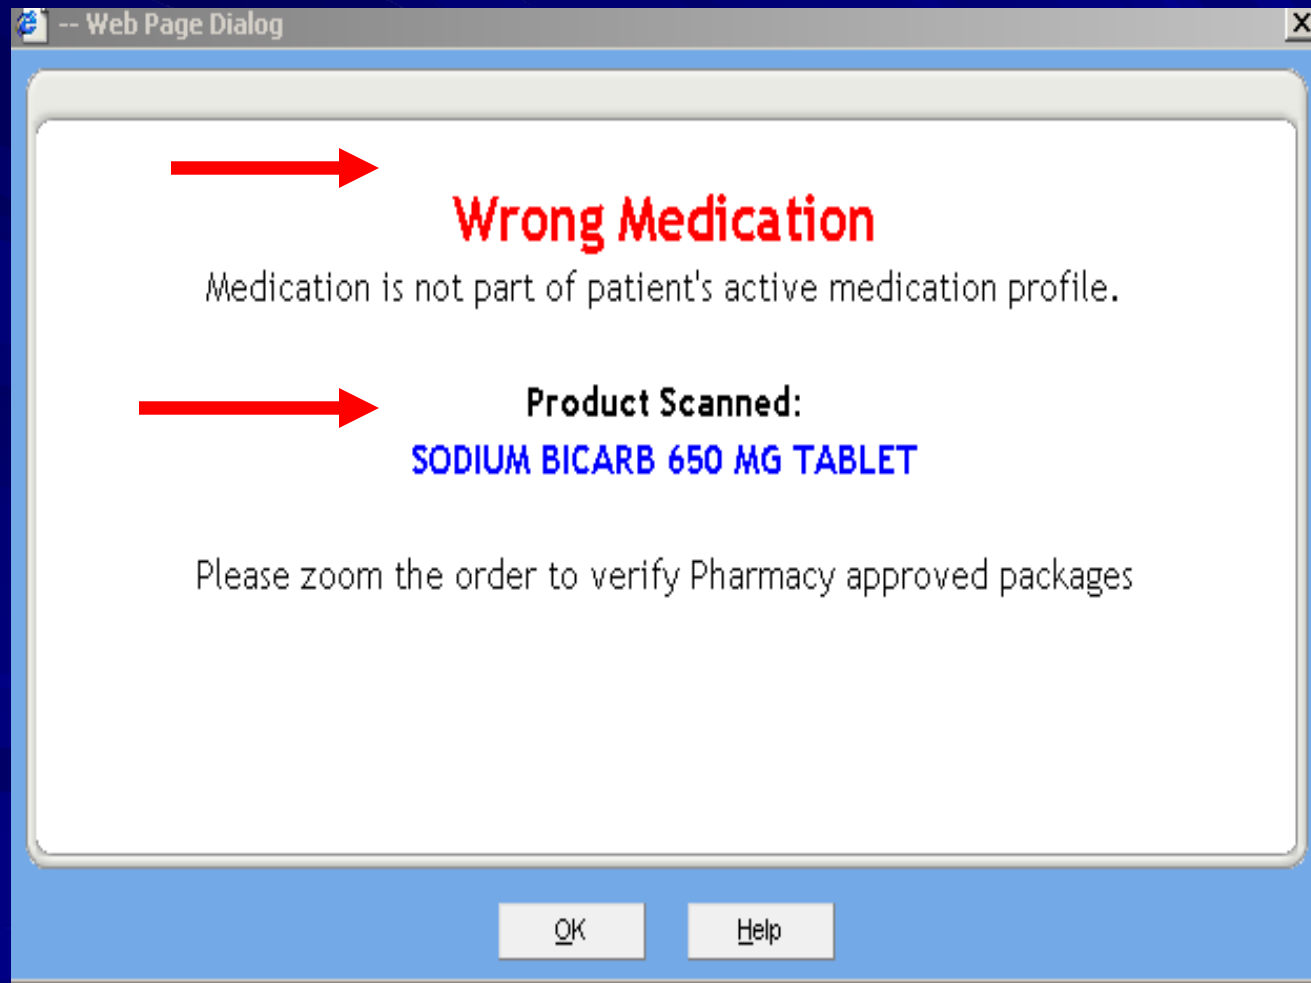 -- Web Page Dialog
X
Wrong Medication
Medication is not part of patient's active medication profile.
Product Scanned:
SODIUM BICARB 650 MG TABLET
Please zoom the order to verify Pharmacy approved packages
OK
Help